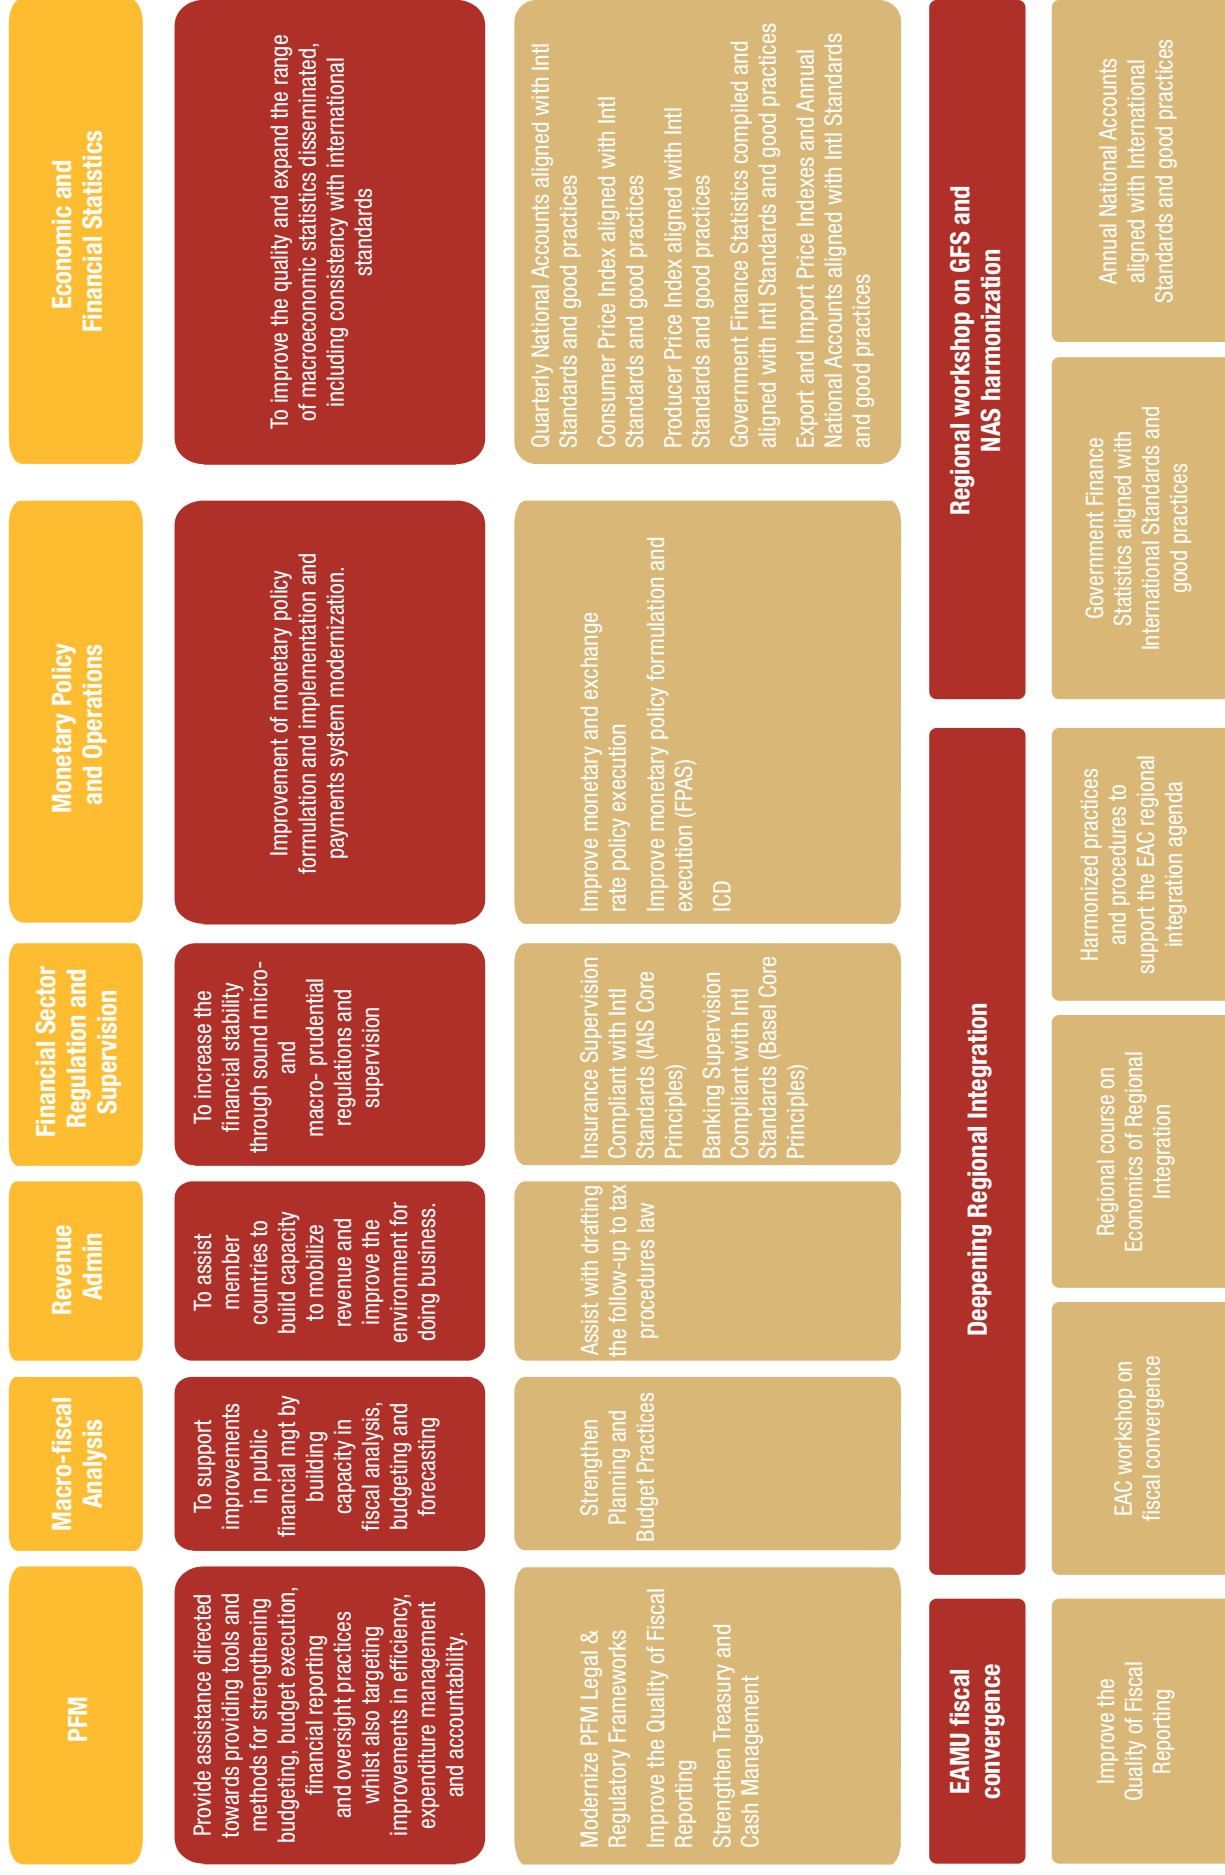 PFM
Macro-fiscal
Analysis
Revenue
Admin
Financial Sector
Regulation and
Supervision
Monetary Policy
and Operations
Economic and
Financial Statistics
Provide assistance directed
towards providing tools and
methods for strengthening
budgeting, budget execution,
financial reporting
and oversight practices
whilst also targeting
improvements in efficiency,
expenditure management
and accountability.
To support
improvements
in public
financial mgt by
building
capacity in
fiscal analysis,
budgeting and
forecasting
To assist
member
countries to
build capacity
to mobilize
revenue and
improve the
environment for
doing business.
To increase the
financial stability
through sound micro-
and
macro- prudential
regulations and
supervision
Improvement of monetary policy
formulation and implementation and
payments system modernization.
To improve the quality and expand the range
of macroeconomic statistics disseminated,
including consistency with international
standards
Modernize PFM Legal &
Regulatory Frameworks
Improve the Quality of Fiscal
Reporting
Strengthen Treasury and
Cash Management
Strengthen
Planning and
Budget Practices
Assist with drafting
the follow-up to tax
procedures law
Insurance Supervision
Compliant with Intl
Standards (IAIS Core
Principles)
Banking Supervision
Compliant with Intl
Standards (Basel Core
Principles)
Improve monetary and exchange
rate policy execution
Improve monetary policy formulation and
execution (FPAS)
ICD
Quarterly National Accounts aligned with Intl
Standards and good practices
Consumer Price Index aligned with Intl
Standards and good practices
Producer Price Index aligned with Intl
Standards and good practices
Government Finance Statistics compiled and
aligned with Intl Standards and good practices
Export and Import Price Indexes and Annual
National Accounts aligned with Intl Standards
and good practices
EAMU fiscal
convergence
Deepening Regional Integration
Regional workshop on GFS and
NAS harmonization
Improve the
Quality of Fiscal
Reporting
EAC workshop on
fiscal convergence
Regional course on
Economics of Regional
Integration
Harmonized practices
and procedures to
support the EAC regional
integration agenda
Government Finance
Statistics aligned with
International Standards and
good practices
Annual National Accounts
aligned with International
Standards and good practices